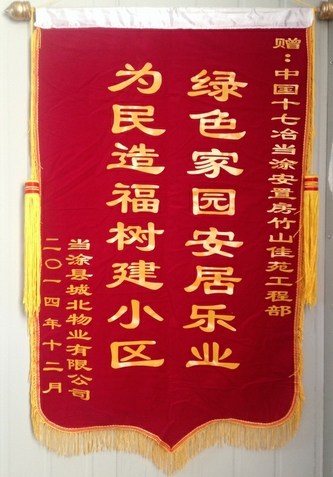 赠：中国十七冶当涂安置房竹山佳苑工程部
绿色家园安居乐业
为民造福树建小区
当涂县城北物业有限公司
二〇一四年十二月